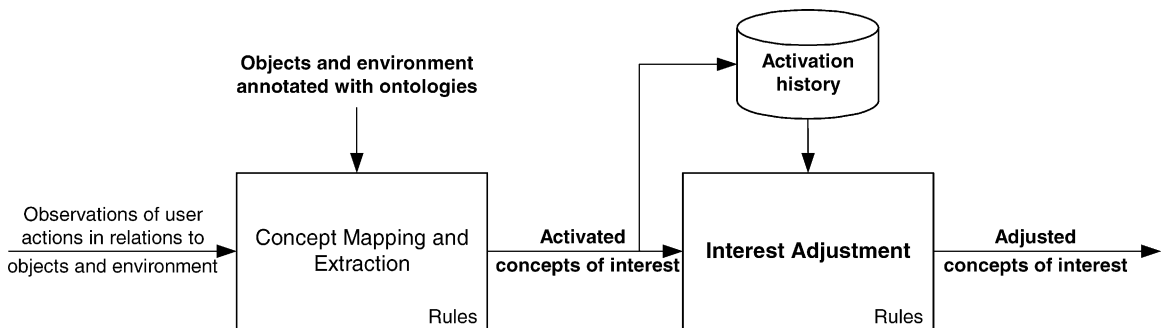 Objects and environment
annotated with ontologies
Activation
history
Observations of user
actions in relations to
objects and environment
Concept Mapping and
Extraction
Rules
Activated
concepts of interest
Interest Adjustment
Rules
Adjusted
concepts of interest